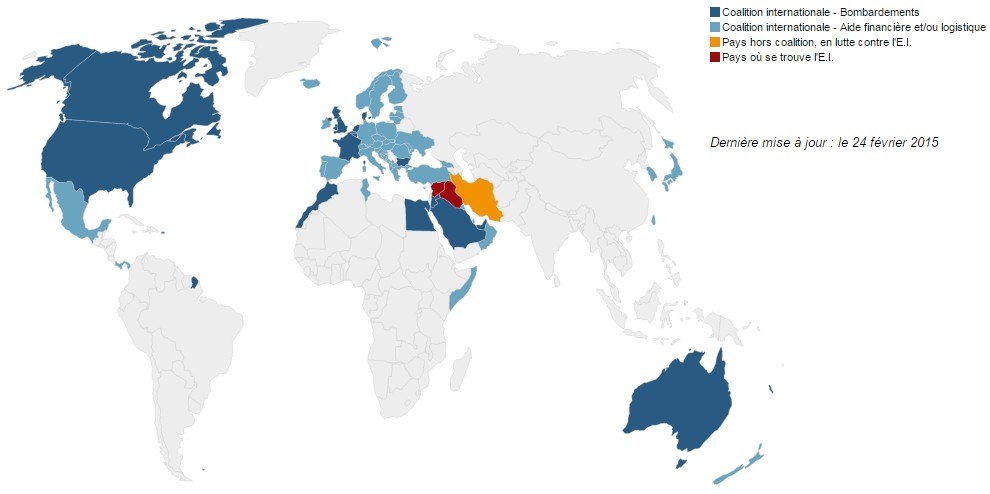 Coalition internationale - Bombardements
Coalition internationale - Aide financière et/ou logistique
Pays hors coalition, en lutte contre l'E.I.
Pays où se trouve l'E.I.
Dernière mise à jour : le 24 février 2015